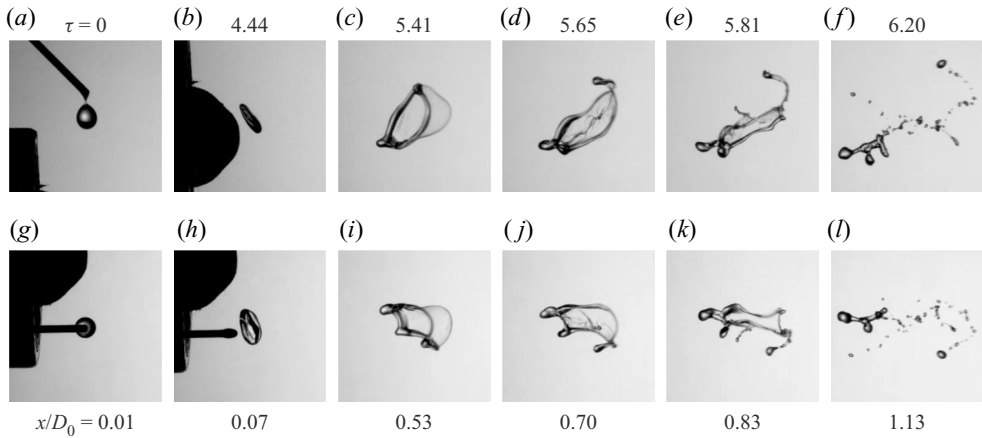 (a) (b) (c) (d) (e) (f)
τ = 0 4.44 5.41 5.65 5.81 6.20
(g) (h) (i) (j) (k) (l)
x/D₀ = 0.01 0.07 0.53 0.70 0.83 1.13